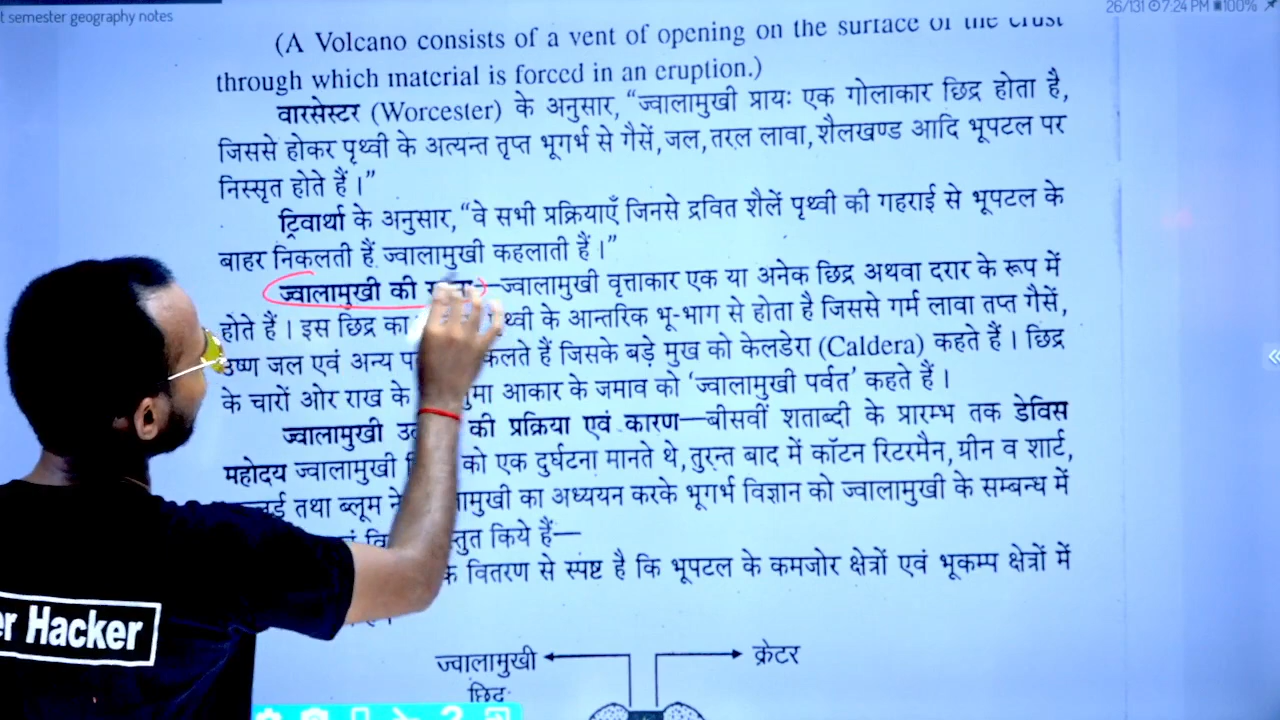 t semester geography notes
26/131 7:24 PM 100%
(A Volcano consists of a vent of opening on the surface of the crust
through which material is forced in an eruption.)
वारसेस्टर (Worcester) के अनुसार, “ज्वालामुखी प्रायः एक गोलाकार छिद्र होता है,
जिससे होकर पृथ्वी के अत्यन्त तृप्त भूगर्भ से गैसें, जल, तरल लावा, शैलखण्ड आदि भूपटल पर
निस्सृत होते हैं।”
ट्रिवार्था के अनुसार, “वे सभी प्रक्रियाएँ जिनसे द्रवित शैलें पृथ्वी की गहराई से भूपटल के
बाहर निकलती हैं ज्वालामुखी कहलाती हैं।”
ज्वालामुखी की —ज्वालामुखी वृत्ताकार एक या अनेक छिद्र अथवा दरार के रूप में
होते हैं। इस छिद्र का के आन्तरिक भू-भाग से होता है जिससे गर्म लावा तप्त गैसें,
उष्ण जल एवं अन्य हैं जिसके बड़े मुख को केलडेरा (Caldera) कहते हैं। छिद्र
के चारों ओर राख के आकार के जमाव को ‘ज्वालामुखी पर्वत’ कहते हैं।
ज्वालामुखी की प्रक्रिया एवं कारण—बीसवीं शताब्दी के प्रारम्भ तक डेविस
महोदय ज्वालामुखी को एक दुर्घटना मानते थे, तुरन्त बाद में कॉटन रिटरमैन, ग्रीन व शार्ट,
तथा ब्लूम का अध्ययन करके भूगर्भ विज्ञान को ज्वालामुखी के सम्बन्ध में
किये हैं—
वितरण से स्पष्ट है कि भूपटल के कमजोर क्षेत्रों एवं भूकम्प क्षेत्रों में
ज्वालामुखी
छिद्र
क्रेटर
Hacker